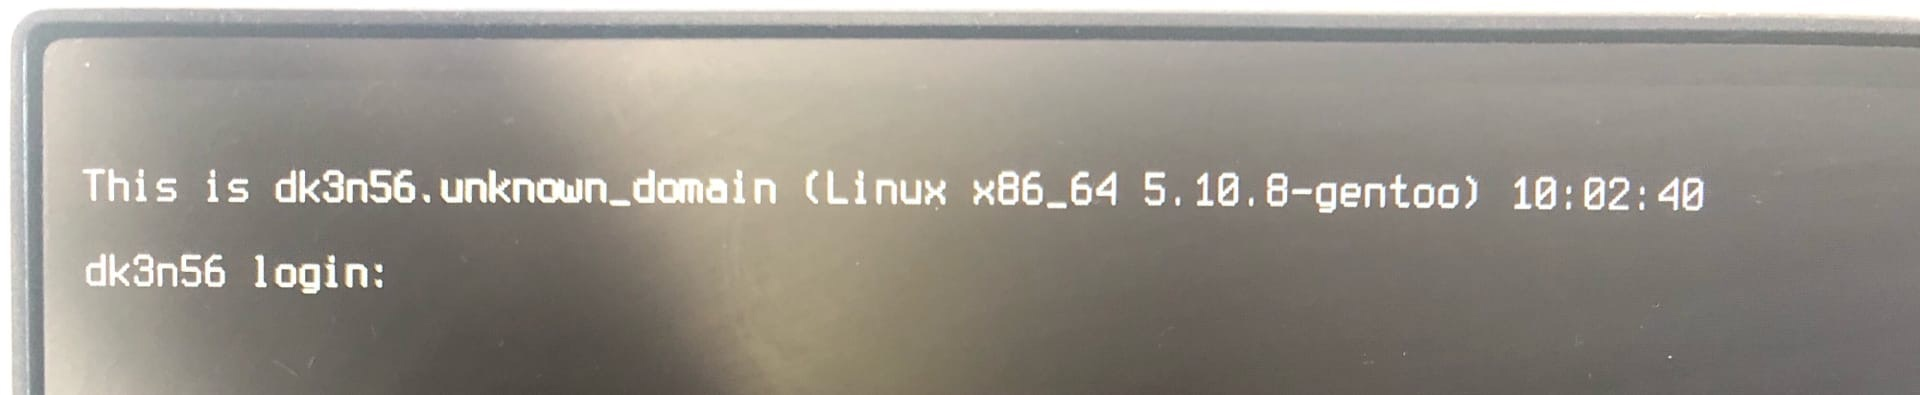 This is dk3n56.unknown_domain (Linux x86_64 5.10.8-gentoo) 10:02:40
dk3n56 login: